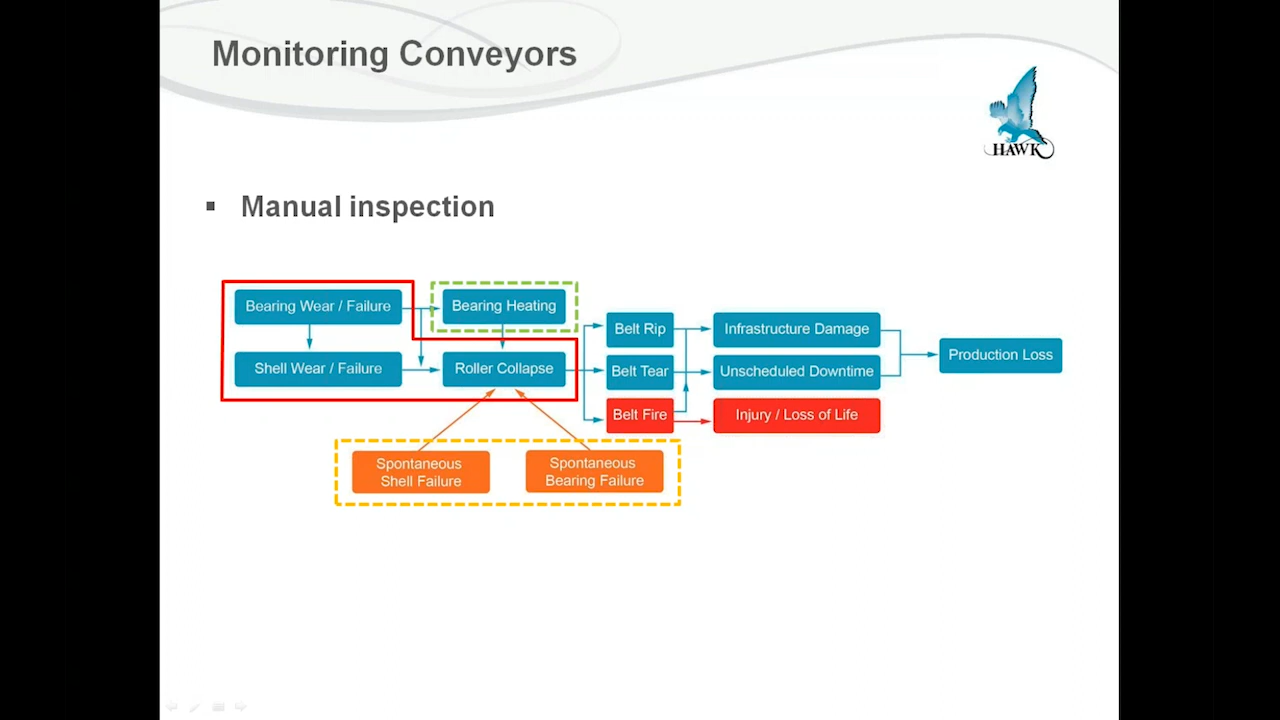 Monitoring Conveyors
HAWK
Manual inspection
Bearing Wear / Failure
Bearing Heating
Shell Wear / Failure
Roller Collapse
Belt Rip
Belt Tear
Belt Fire
Infrastructure Damage
Unscheduled Downtime
Injury / Loss of Life
Production Loss
Spontaneous
Shell Failure
Spontaneous
Bearing Failure